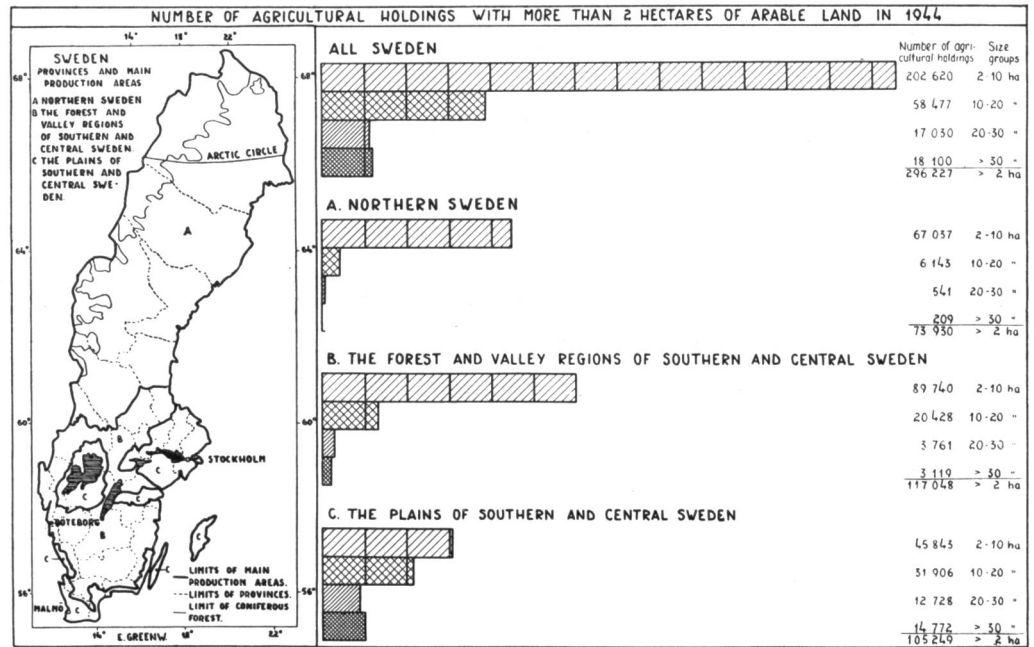 NUMBER OF AGRICULTURAL HOLDINGS WITH MORE THAN 2 HECTARES OF ARABLE LAND IN 1944
14° 18° 22°
SWEDEN
PROVINCES AND MAIN
PRODUCTION AREAS
A NORTHERN SWEDEN
B THE FOREST AND
VALLEY REGIONS
OF SOUTHERN AND
CENTRAL SWEDEN.
C THE PLAINS OF
SOUTHERN AND
CENTRAL SWE-
DEN.
68° 68°
ARCTIC CIRCLE
A
64° 64°
60° 60°
C
B
C
STOCKHOLM
C
C
C
GÖTEBORG
B
C
C
C
56° 56°
MALMÖ C
LIMITS OF MAIN
PRODUCTION AREAS.
LIMITS OF PROVINCES.
LIMIT OF CONIFEROUS
FOREST.
14° E.GREENW. 18° 22°
ALL SWEDEN
Number of agri- Size
cultural holdings groups
202 620 2-10 ha
58 477 10-20 "
17 030 20-30 "
18 100 > 30 "
296 227 > 2 ha
A. NORTHERN SWEDEN
67 037 2-10 ha
6 143 10-20 "
541 20-30 "
209 > 30 "
73 930 > 2 ha
B. THE FOREST AND VALLEY REGIONS OF SOUTHERN AND CENTRAL SWEDEN
89 740 2-10 ha
20 428 10-20 "
3 761 20-30 "
3 119 > 30 "
117 048 > 2 ha
C. THE PLAINS OF SOUTHERN AND CENTRAL SWEDEN
45 843 2-10 ha
31 906 10-20 "
12 728 20-30 "
14 772 > 30 "
105 249 > 2 ha